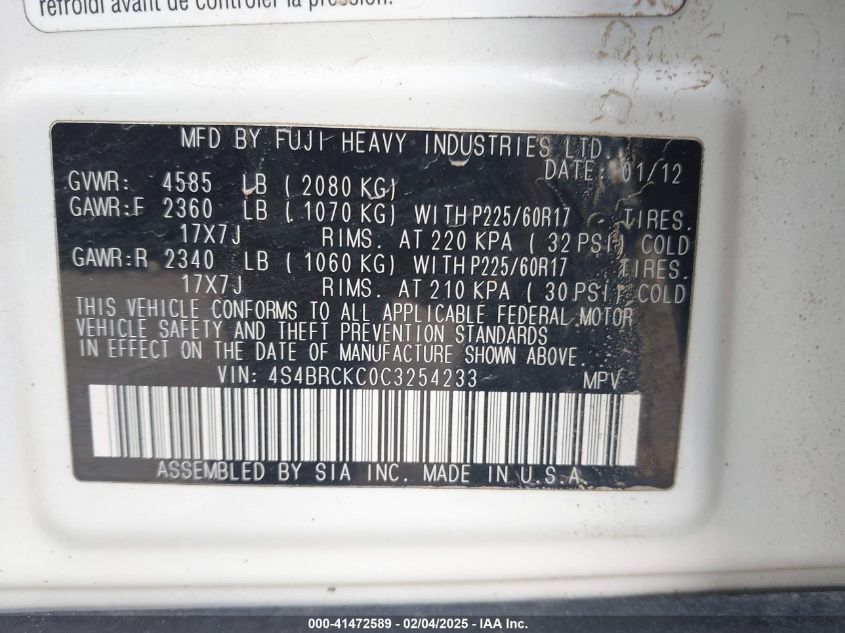 refroidi avant de contrôler la pression.
MFD BY FUJI HEAVY INDUSTRIES LTD.
DATE: 01/12
GVWR: 4585 LB ( 2080 KG)
GAWR:F 2360 LB ( 1070 KG) WITH P225/60R17 TIRES.
17X7J RIMS. AT 220 KPA ( 32 PSI) COLD
GAWR:R 2340 LB ( 1060 KG) WITH P225/60R17 TIRES.
17X7J RIMS. AT 210 KPA ( 30 PSI) COLD
THIS VEHICLE CONFORMS TO ALL APPLICABLE FEDERAL MOTOR
VEHICLE SAFETY AND THEFT PREVENTION STANDARDS
IN EFFECT ON THE DATE OF MANUFACTURE SHOWN ABOVE.
VIN: 4S4BRCKC0C3254233 MPV
ASSEMBLED BY SIA INC. MADE IN U.S.A.
000-41472589 - 02/04/2025 - IAA Inc.